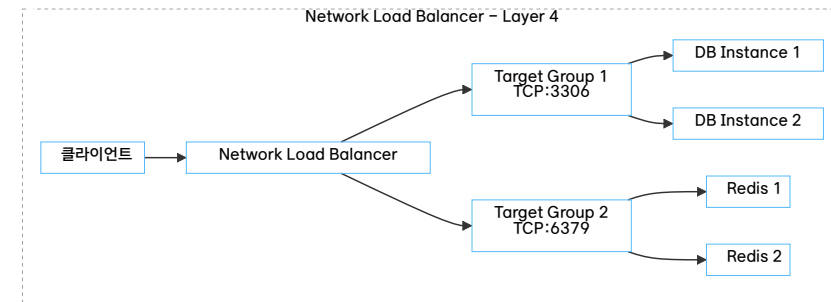 Network Load Balancer – Layer 4
클라이언트
Network Load Balancer
Target Group 1
TCP:3306
DB Instance 1
DB Instance 2
Target Group 2
TCP:6379
Redis 1
Redis 2